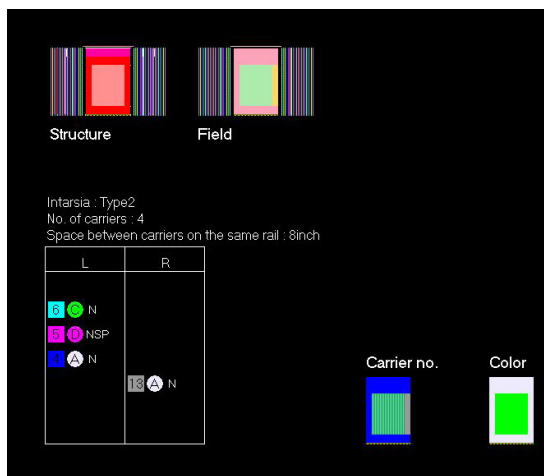 Structure Field
Intarsia : Type2
No. of carriers : 4
Space between carriers on the same rail : 8inch
L R
6 C N
5 D NSP
4 A N
13 A N
Carrier no. Color